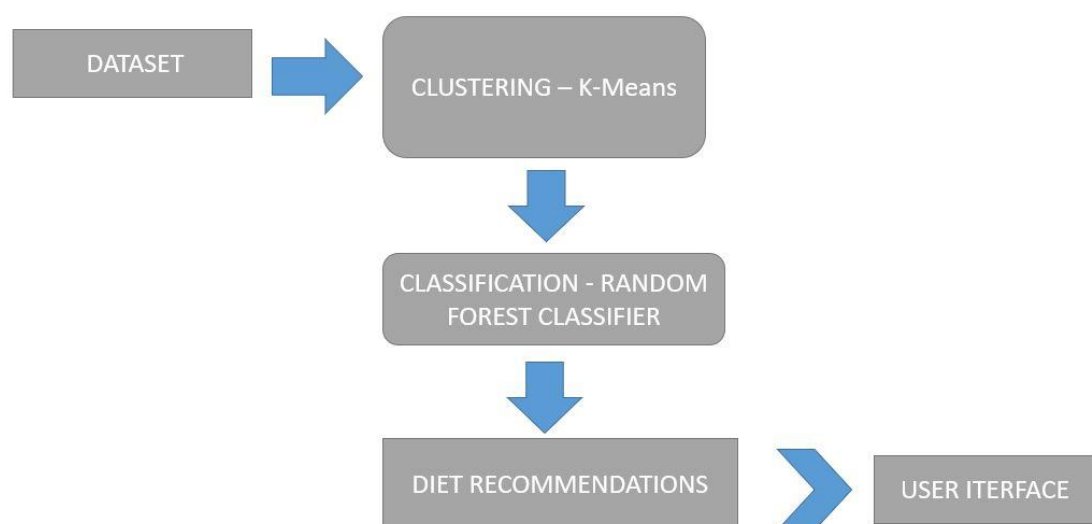 DATASET
CLUSTERING – K-Means
CLASSIFICATION - RANDOM
FOREST CLASSIFIER
DIET RECOMMENDATIONS
USER ITERFACE